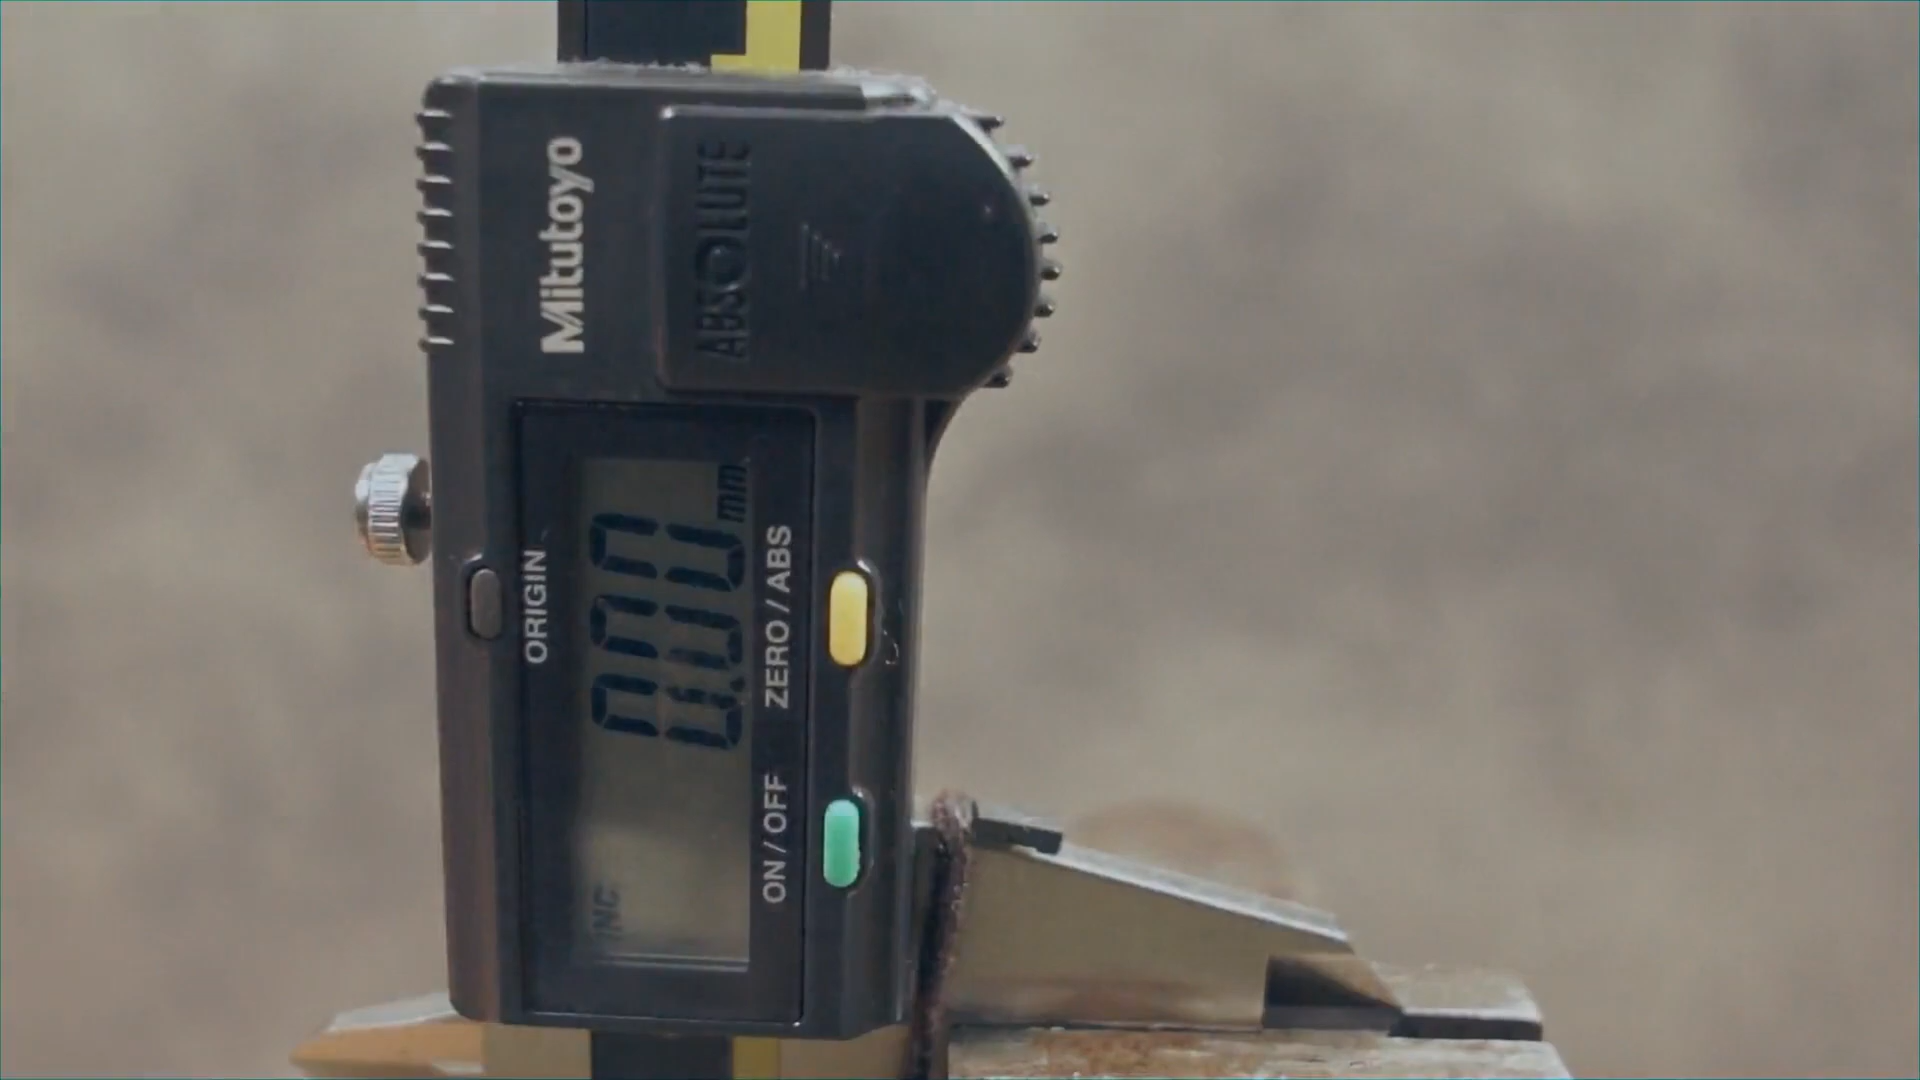 Mitutoyo
ABSOLUTE
ORIGIN
INC
0.00 mm
ON/OFF
ZERO/ABS